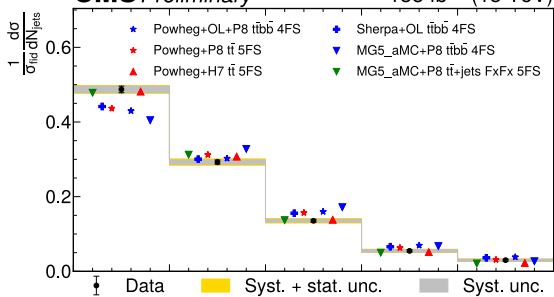 Preliminary
Powheg+OL+P8 tt̄bb̄ 4FS
Sherpa+OL tt̄bb̄ 4FS
Powheg+P8 tt̄ 5FS
MG5_aMC+P8 tt̄bb̄ 4FS
Powheg+H7 tt̄ 5FS
MG5_aMC+P8 tt̄+jets FxFx 5FS
1/σfid dσ/dNjets
0.6
0.4
0.2
0.0
Data
Syst. + stat. unc.
Syst. unc.